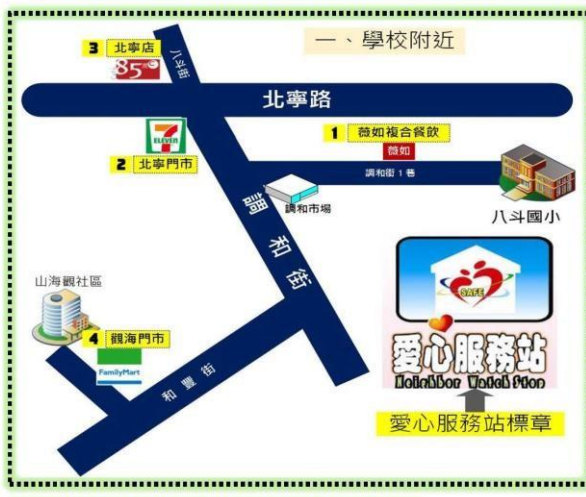 一、學校附近
3 北寧店
85°C
八斗街
北寧路
7
ELEVEN
2 北寧門市
1 薇如複合餐飲
薇如
調和街1巷
八斗國小
調和市場
調和街
山海觀社區
4 觀海門市
FamilyMart
和豐街
SAFE
愛心服務站
Neighbor Watch Stop
愛心服務站標章